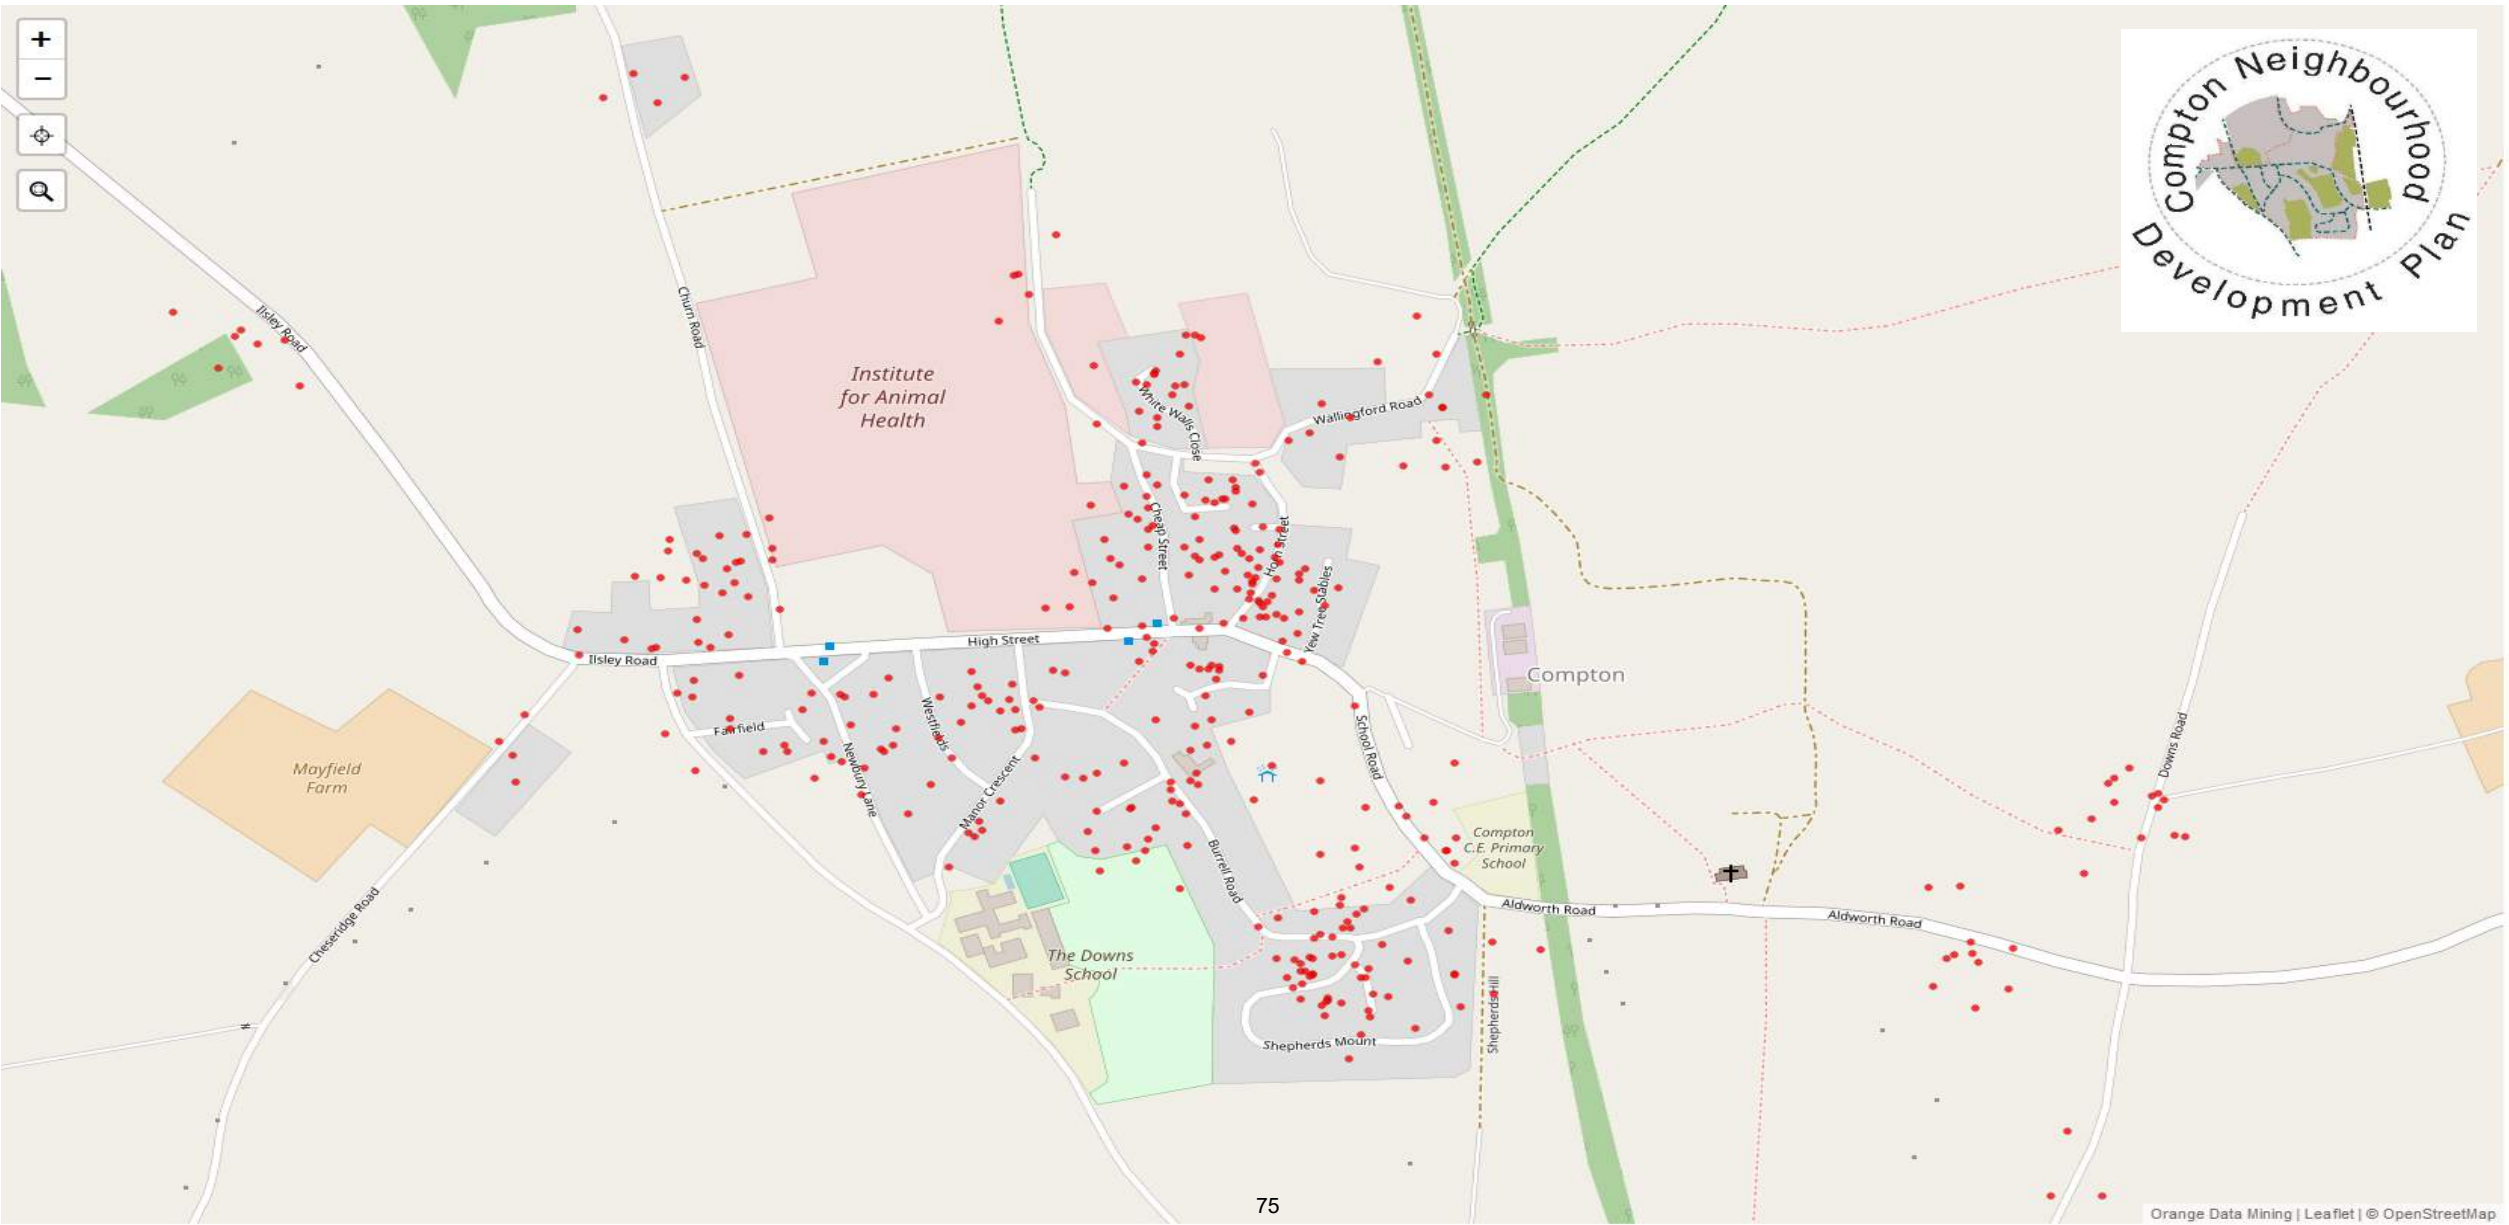 +
−
Compton Neighbourhood
Development Plan
Churn Road
Ilsley Road
Institute
for Animal
Health
White Walls Close
Wallingford Road
Cheap Street
Horn Street
Yew Tree Stables
High Street
Ilsley Road
Compton
Fairfield
Westfields
Newbury Lane
Manor Crescent
School Road
Downs Road
Mayfield
Farm
Burrell Road
Compton
C.E. Primary
School
Cheseridge Road
Aldworth Road
Aldworth Road
The Downs
School
Shepherds Hill
Shepherds Mount
75
Orange Data Mining | Leaflet | © OpenStreetMap